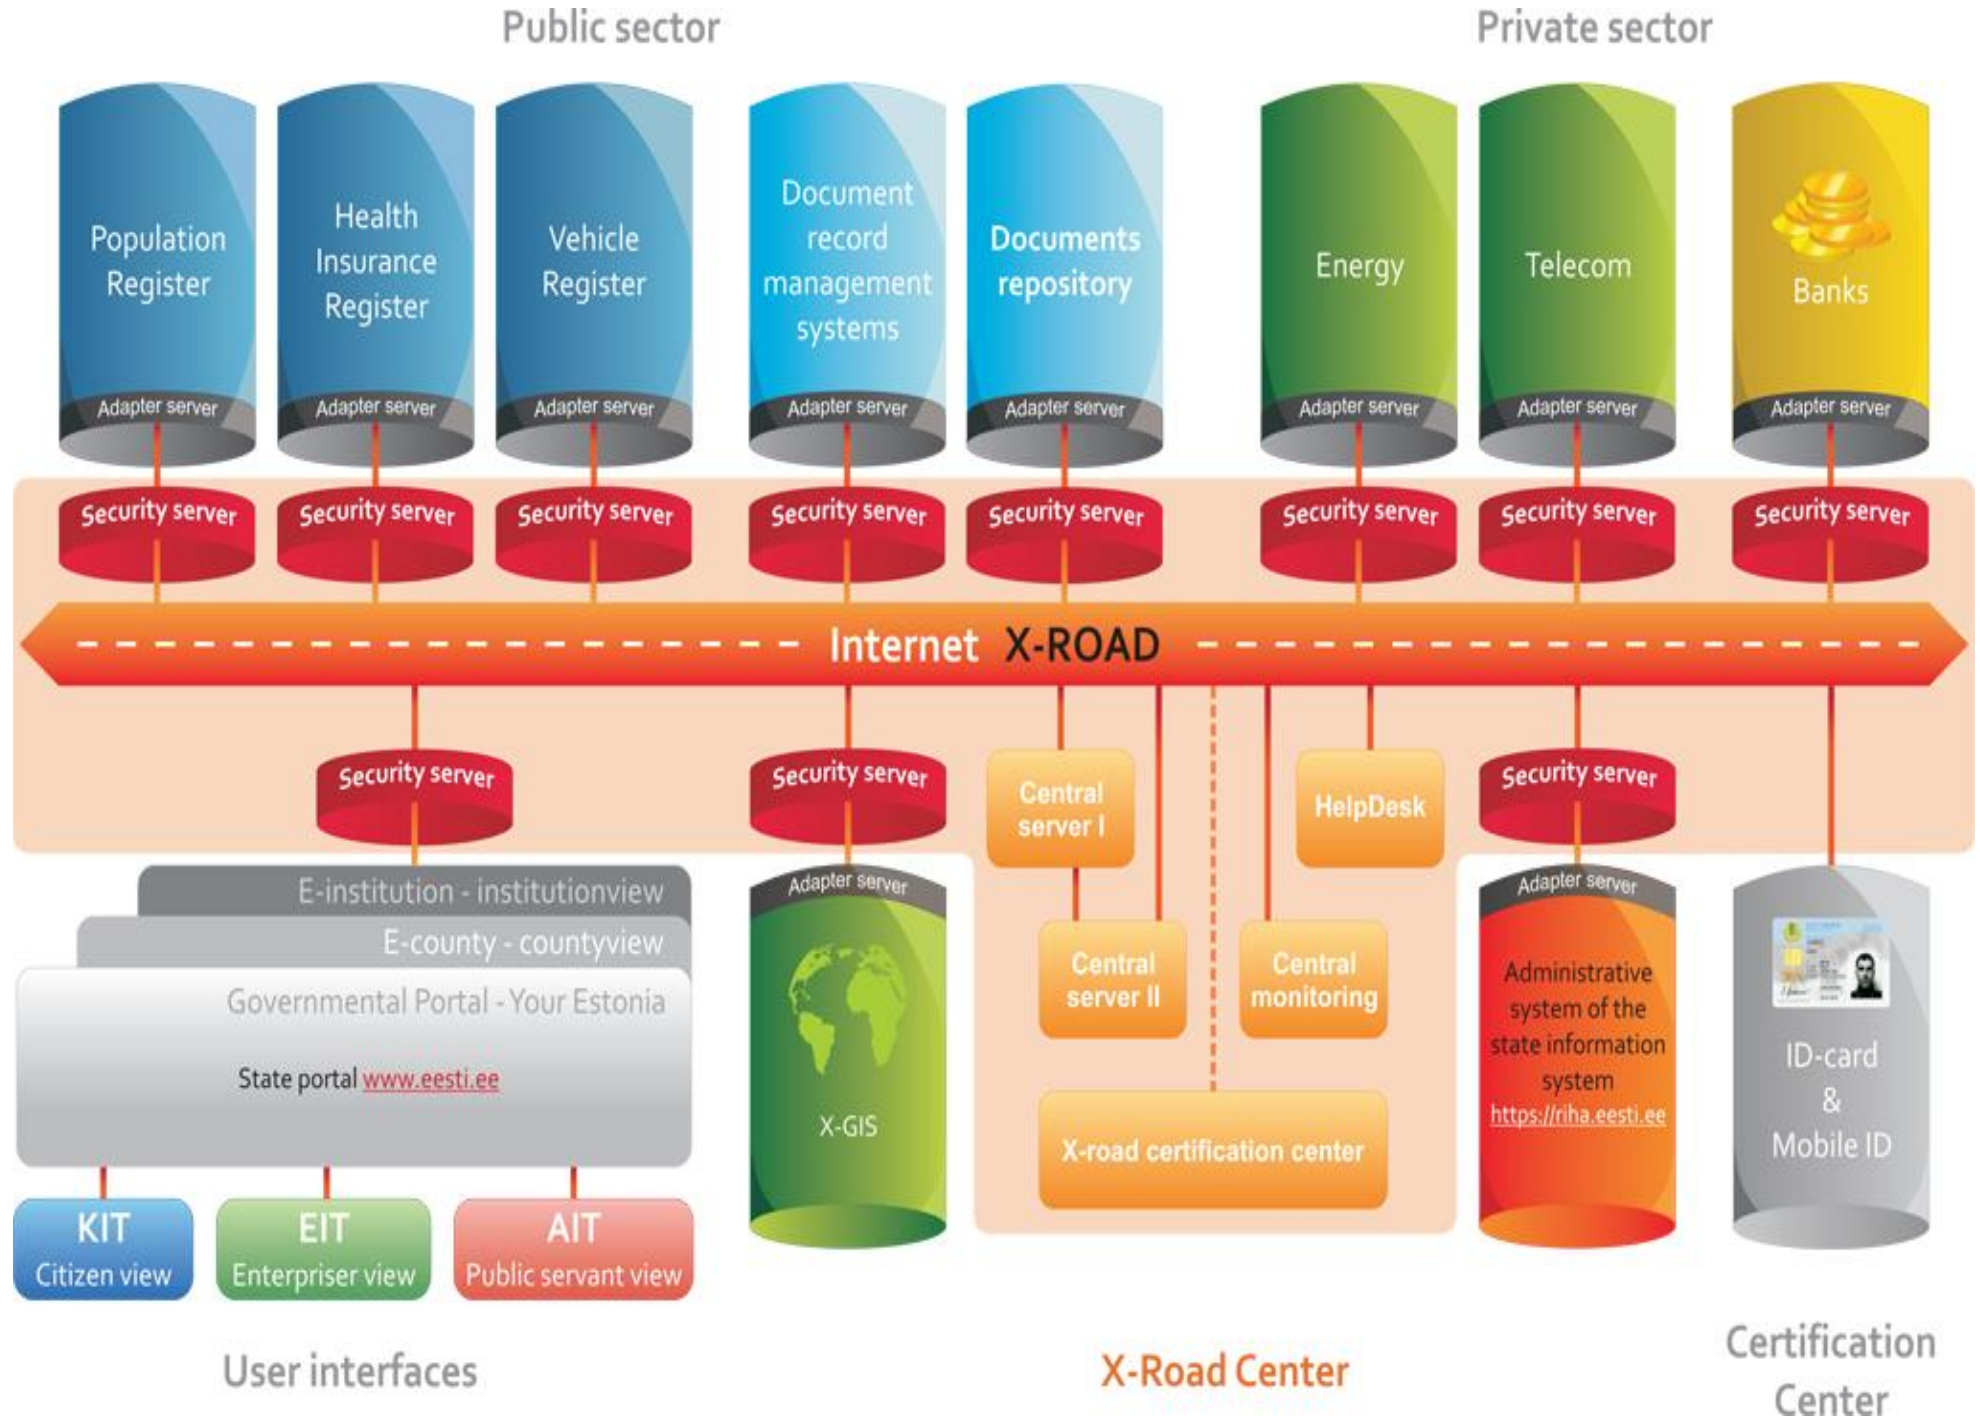 Public sector
Private sector
Population
Register
Health
Insurance
Register
Vehicle
Register
Document
record
management
systems
Documents
repository
Energy
Telecom
Banks
Adapter server
Adapter server
Adapter server
Adapter server
Adapter server
Adapter server
Adapter server
Adapter server
Security server
Security server
Security server
Security server
Security server
Security server
Security server
Security server
Internet X-ROAD
Security server
Security server
Central
server I
HelpDesk
Security server
E-institution - institutionview
E-county - countyview
Governmental Portal - Your Estonia
State portal www.eesti.ee
KIT
Citizen view
EIT
Enterpriser view
AIT
Public servant view
Adapter server
X-GIS
Central
server II
Central
monitoring
X-road certification center
Adapter server
Administrative
system of the
state information
system
https://riha.eesti.ee
ID-card
&
Mobile ID
User interfaces
X-Road Center
Certification
Center